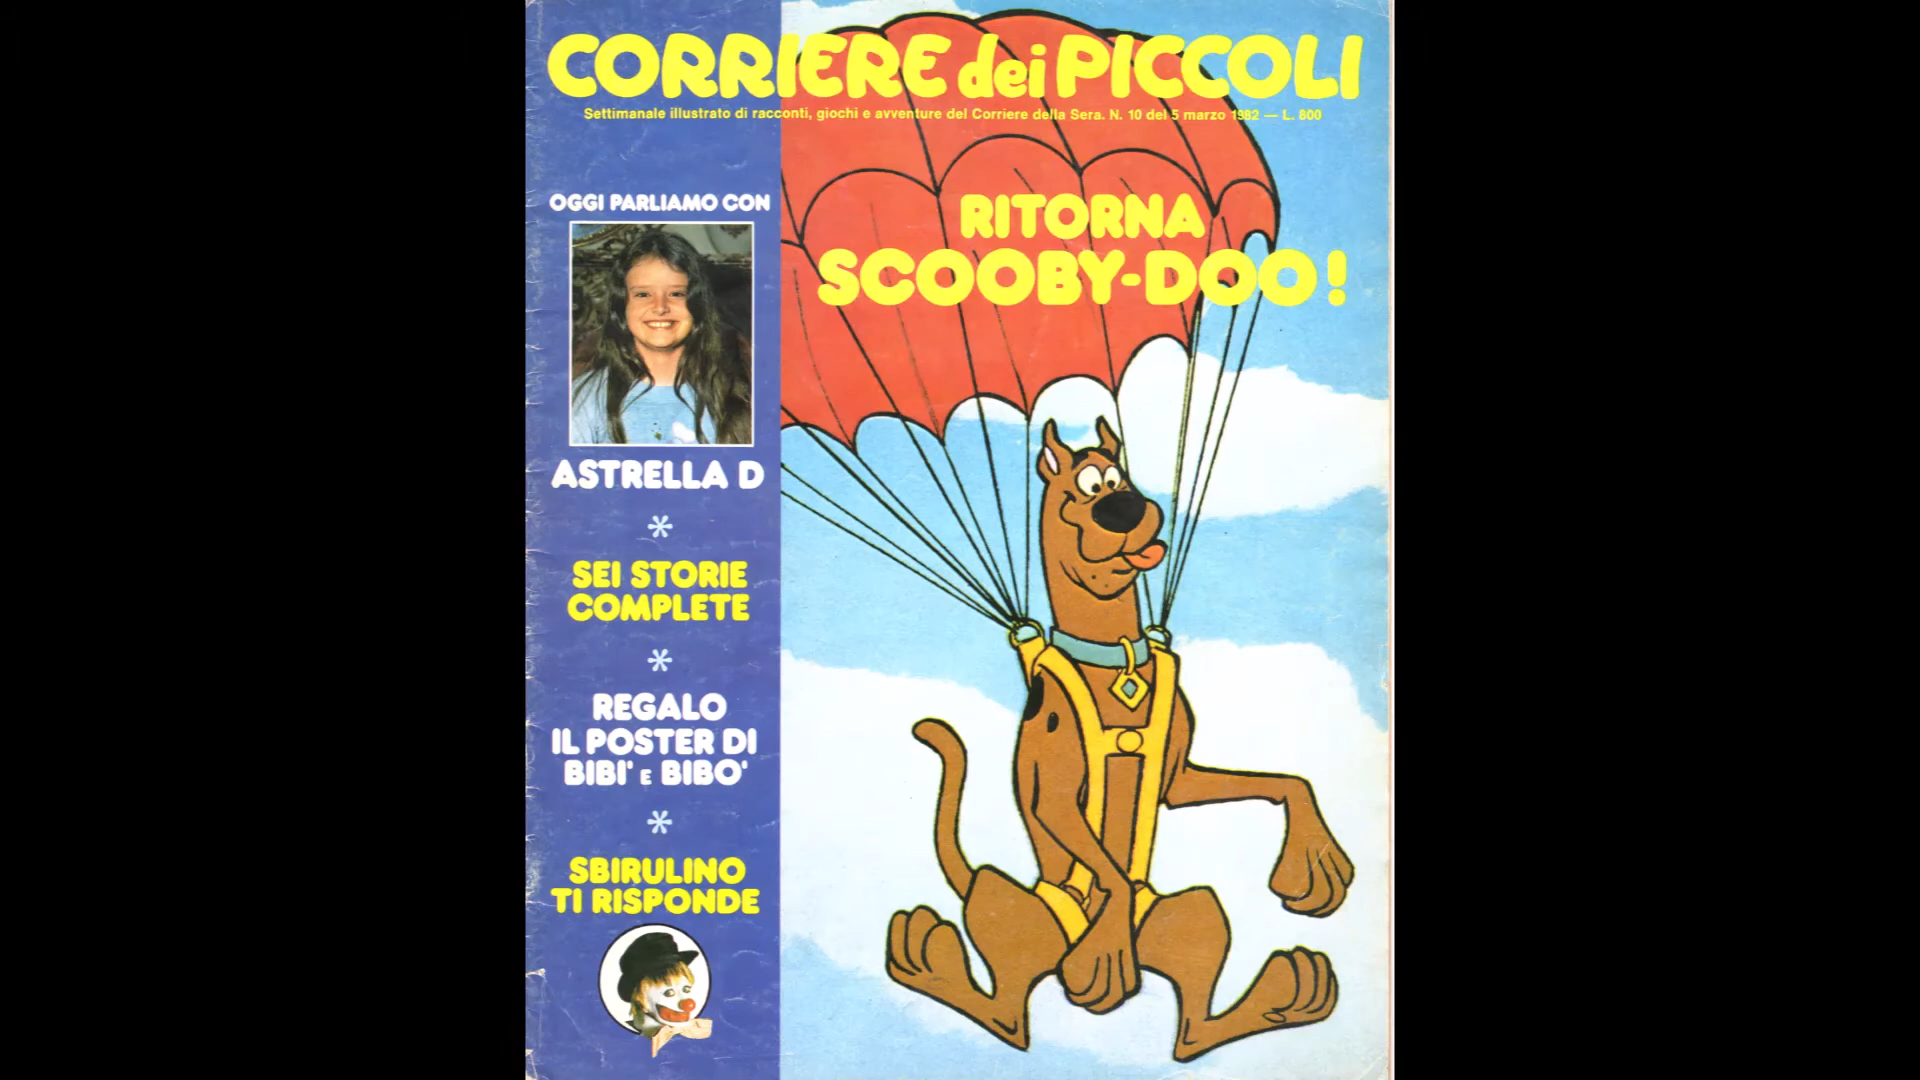 CORRIERE dei PICCOLI
Settimanale illustrato di racconti, giochi e avventure del Corriere della Sera. N. 10 del 5 marzo 1982 — L. 800
OGGI PARLIAMO CON
ASTRELLA D
*
SEI STORIE
COMPLETE
*
REGALO
IL POSTER DI
BIBI' E BIBO'
*
SBIRULINO
TI RISPONDE
RITORNA
SCOOBY-DOO!